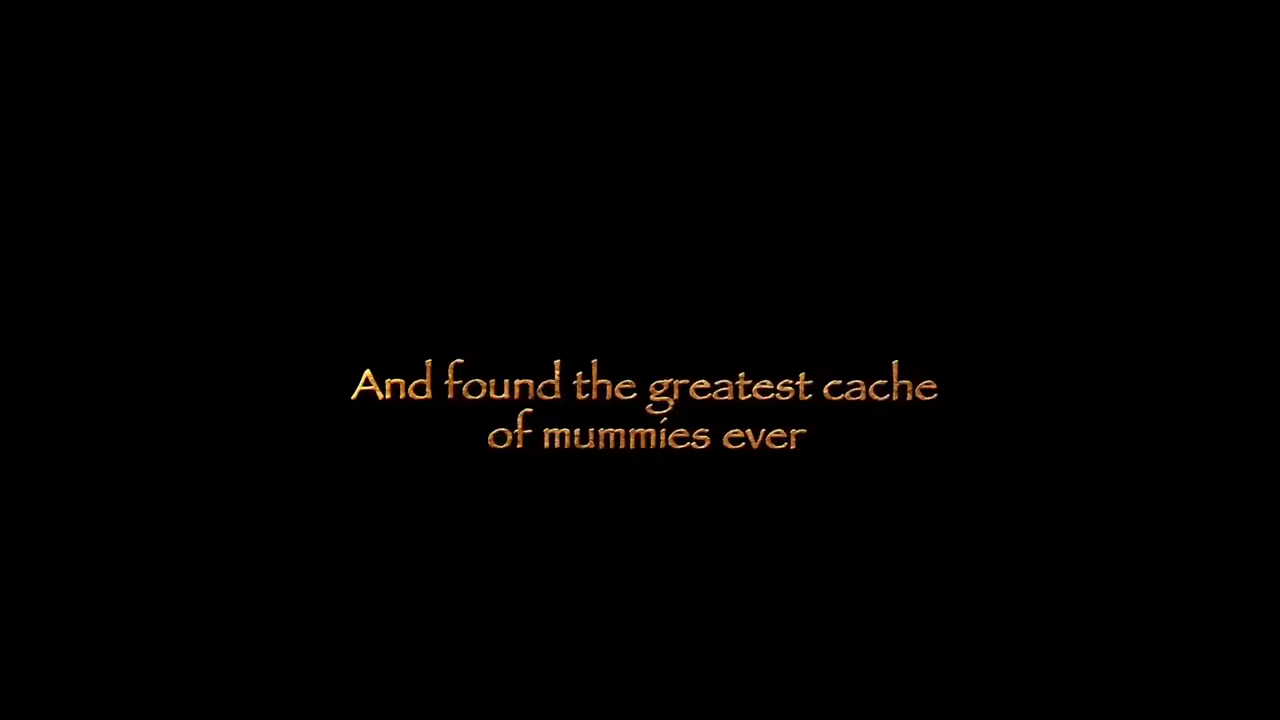 And found the greatest cache
of mummies ever